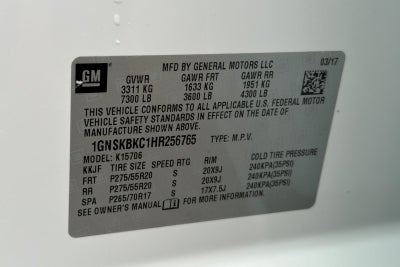 GM
MFD BY GENERAL MOTORS LLC 03/17
GVWR GAWR FRT GAWR RR
3311 KG 1633 KG 1951 KG
7300 LB 3600 LB 4300 LB
THIS VEHICLE CONFORMS TO ALL APPLICABLE U.S. FEDERAL MOTOR
VEHICLE SAFETY STANDARDS IN EFFECT ON THE DATE OF
MANUFACTURE SHOWN ABOVE.
1GNSKBKC1HR256765 TYPE: M.P.V.
MODEL: K15706
KKJF TIRE SIZE SPEED RTG RIM COLD TIRE PRESSURE
FRT P275/55R20 S 20X9J 240KPA(35PSI)
RR P275/55R20 S 20X9J 240KPA(35PSI)
SPA P265/70R17 S 17X7.5J 240KPA(35PSI)
SEE OWNER'S MANUAL FOR ADDITIONAL INFORMATION.